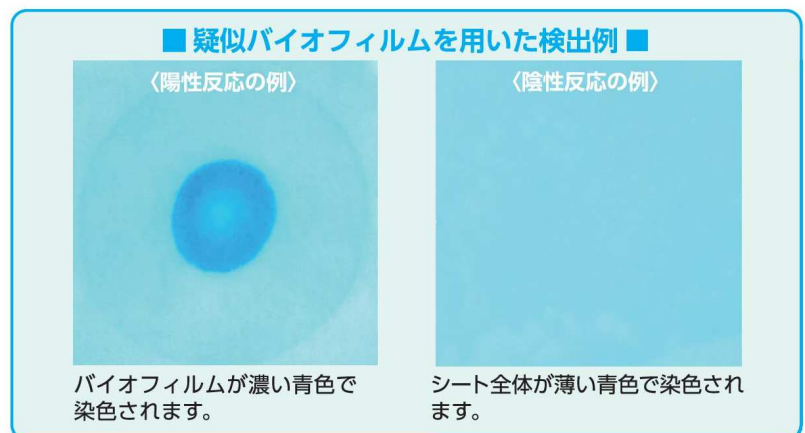 ■ 疑似バイオフィルムを用いた検出例 ■
〈陽性反応の例〉
バイオフィルムが濃い青色で
染色されます。
〈陰性反応の例〉
シート全体が薄い青色で染色され
ます。